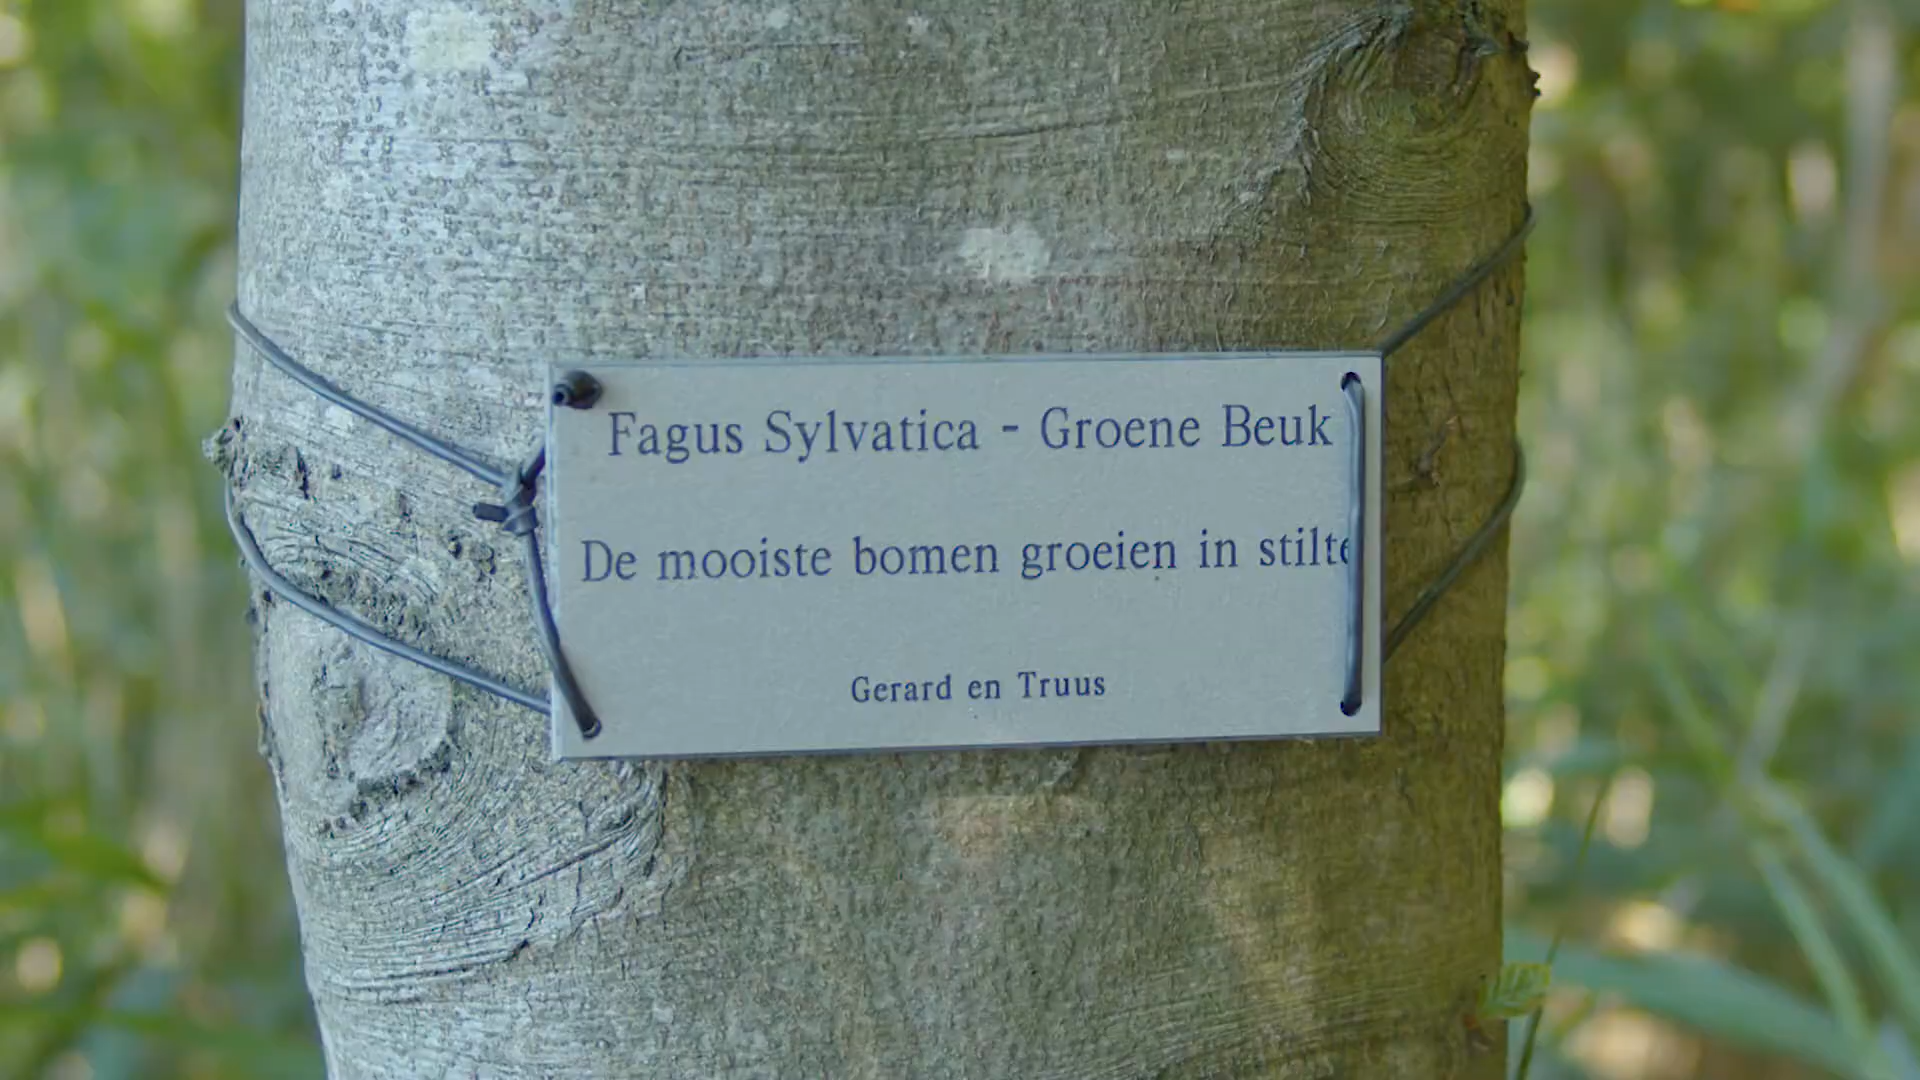 Fagus Sylvatica - Groene Beuk
De mooiste bomen groeien in stilte
Gerard en Truus